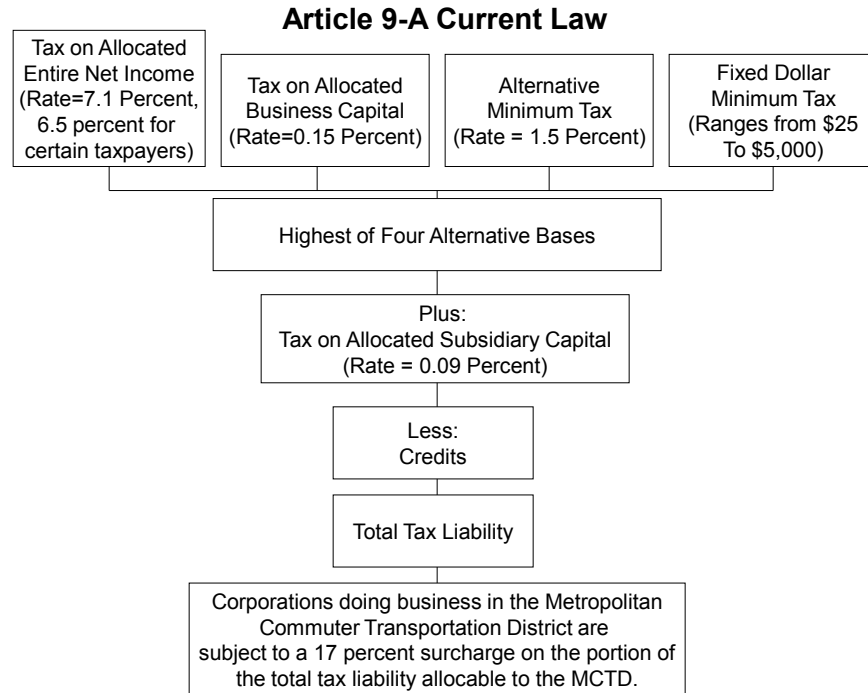 Article 9-A Current Law
Tax on Allocated
Entire Net Income
(Rate=7.1 Percent,
6.5 percent for
certain taxpayers)
Tax on Allocated
Business Capital
(Rate=0.15 Percent)
Alternative
Minimum Tax
(Rate = 1.5 Percent)
Fixed Dollar
Minimum Tax
(Ranges from $25
To $5,000)
Highest of Four Alternative Bases
Plus:
Tax on Allocated Subsidiary Capital
(Rate = 0.09 Percent)
Less:
Credits
Total Tax Liability
Corporations doing business in the Metropolitan
Commuter Transportation District are
subject to a 17 percent surcharge on the portion of
the total tax liability allocable to the MCTD.